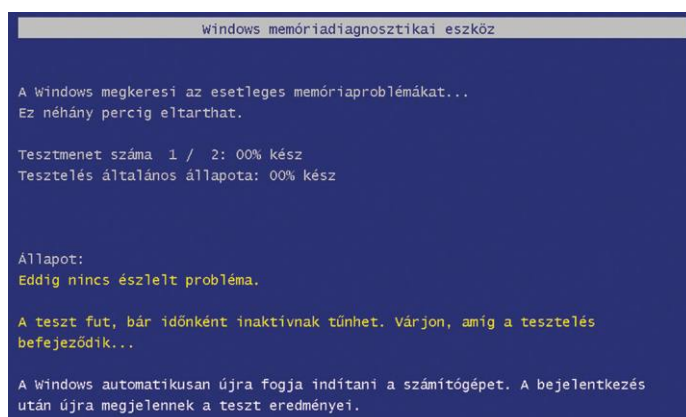 Windows memóriadiagnosztikai eszköz
A Windows megkeresi az esetleges memóriaproblémákat...
Ez néhány percig eltarthat.
Tesztmenet száma 1 / 2: 00% kész
Tesztelés általános állapota: 00% kész
Állapot:
Eddig nincs észlelt probléma.
A teszt fut, bár időnként inaktívnak tűnhet. Várjon, amíg a tesztelés
befejeződik...
A Windows automatikusan újra fogja indítani a számítógépet. A bejelentkezés
után újra megjelennek a teszt eredményei.